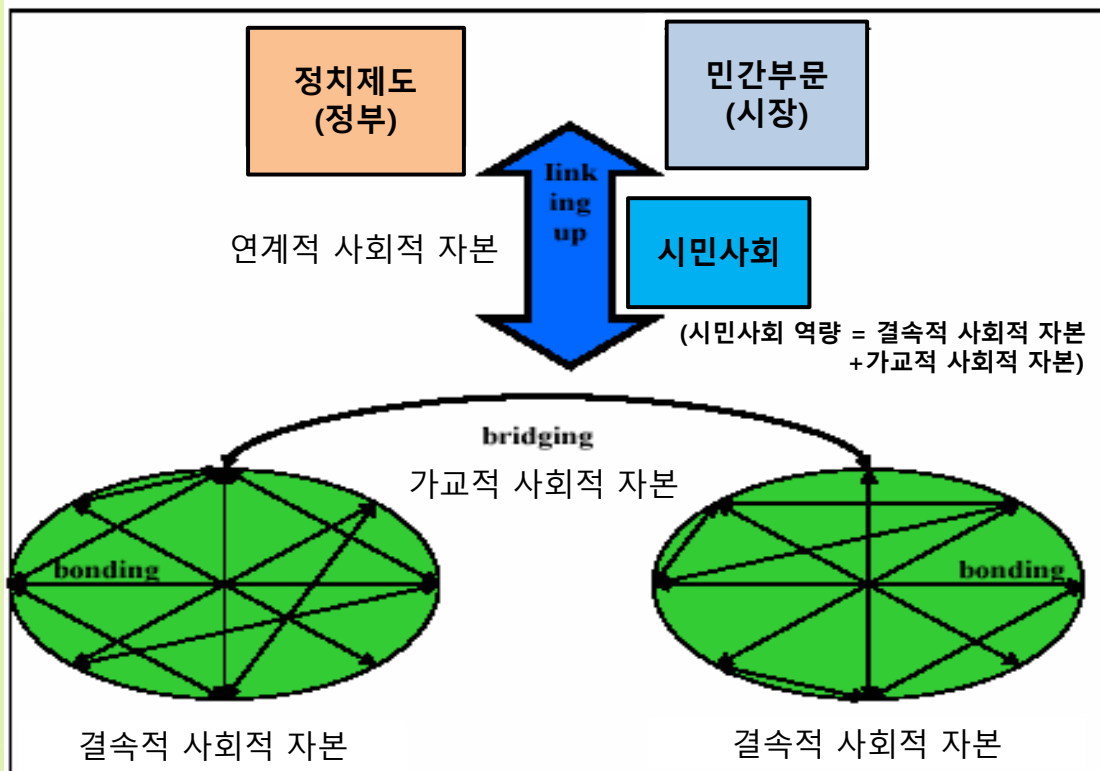 정치제도
(정부)
민간부문
(시장)
link
ing
up
연계적 사회적 자본
시민사회
(시민사회 역량 = 결속적 사회적 자본
+가교적 사회적 자본)
bridging
가교적 사회적 자본
bonding
bonding
결속적 사회적 자본
결속적 사회적 자본